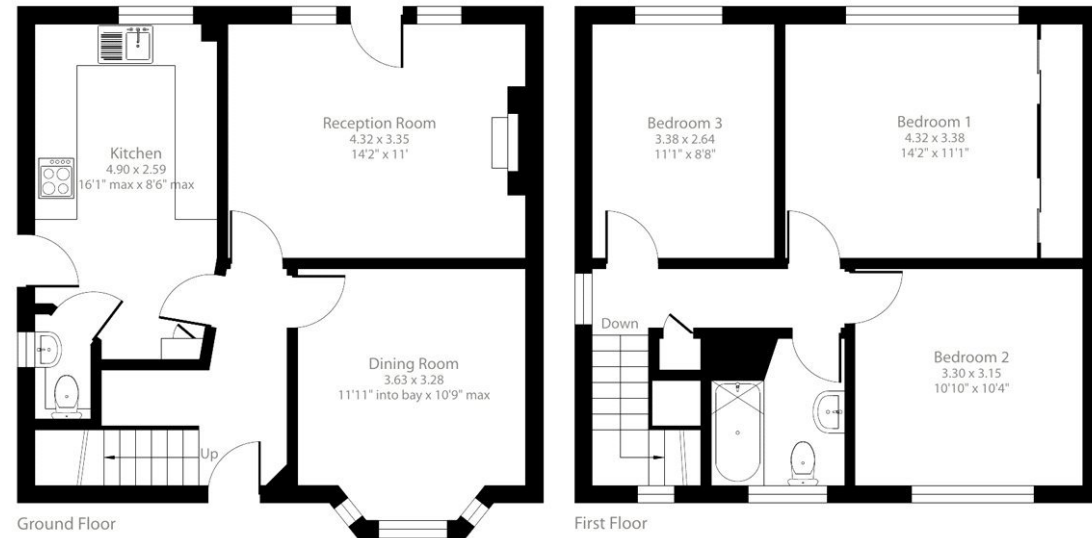 Kitchen
4.90 x 2.59
16'1" max x 8'6" max
Reception Room
4.32 x 3.35
14'2" x 11'
Dining Room
3.63 x 3.28
11'11" into bay x 10'9" max
Up
Ground Floor
Bedroom 3
3.38 x 2.64
11'1" x 8'8"
Bedroom 1
4.32 x 3.38
14'2" x 11'1"
Down
Bedroom 2
3.30 x 3.15
10'10" x 10'4"
First Floor